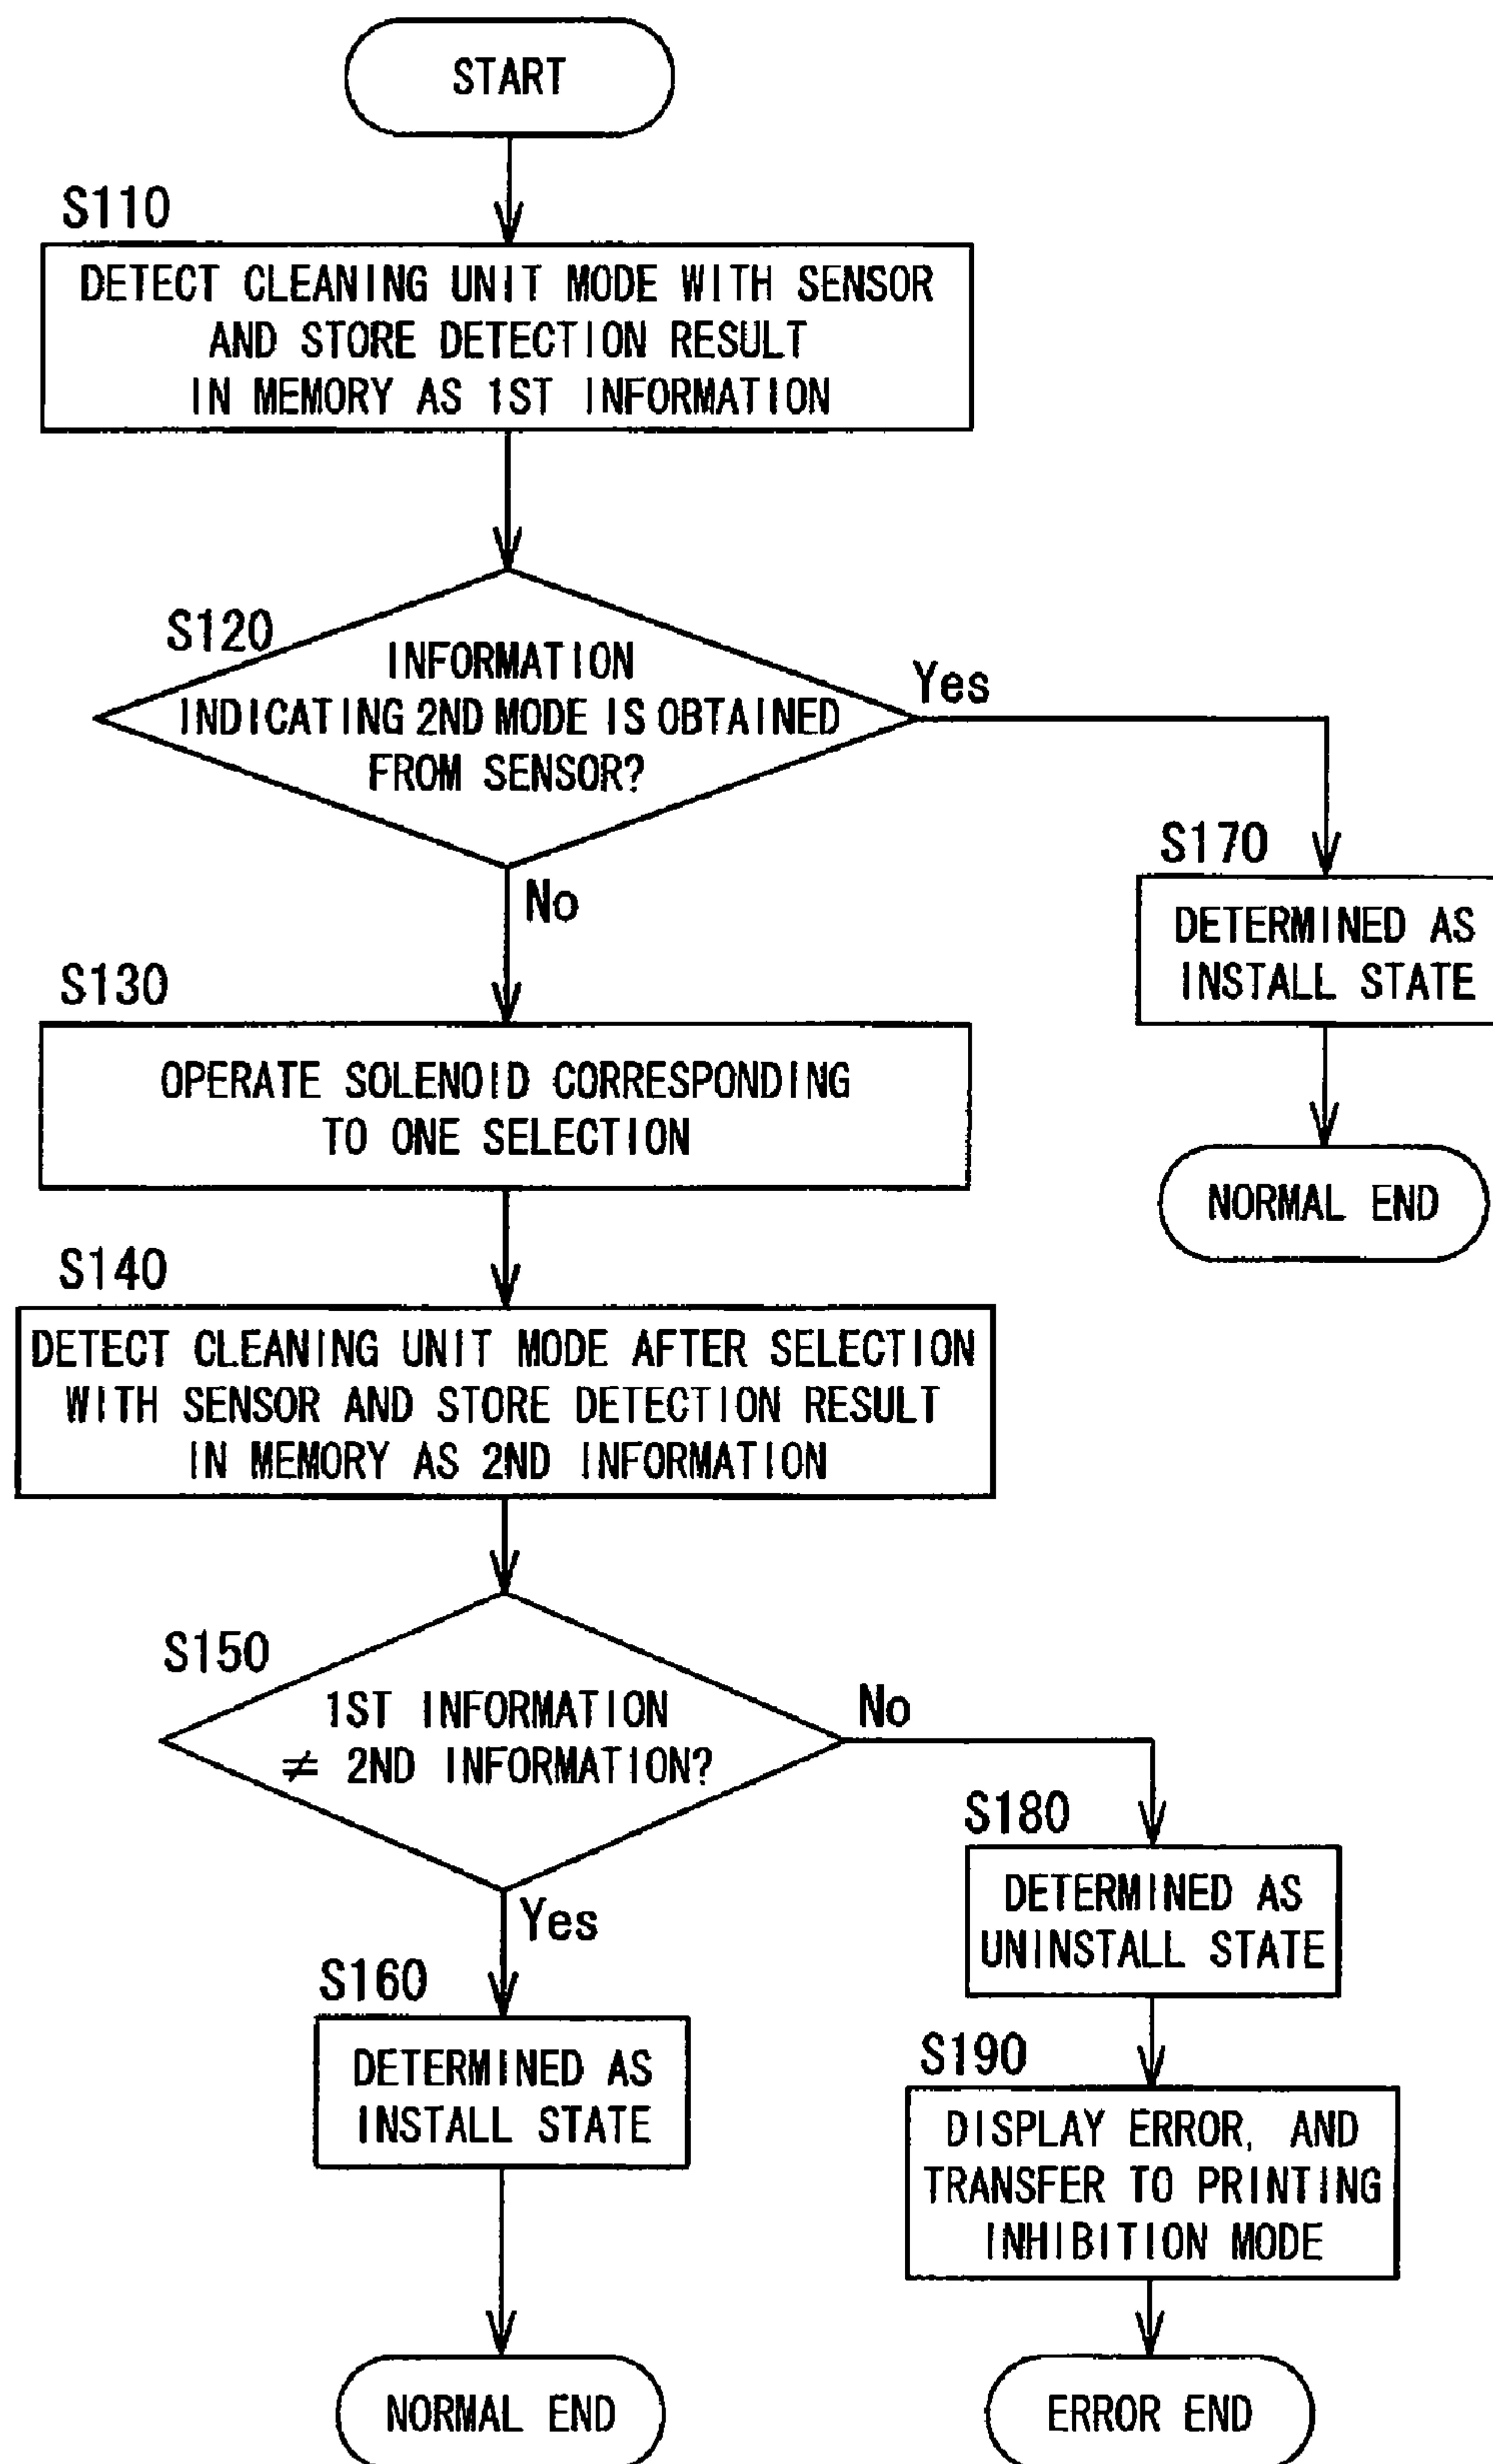 START
S110
DETECT CLEANING UNIT MODE WITH SENSOR
AND STORE DETECTION RESULT
IN MEMORY AS 1ST INFORMATION
S120
INFORMATION
INDICATING 2ND MODE IS OBTAINED
FROM SENSOR?
Yes
No
S170
DETERMINED AS
INSTALL STATE
NORMAL END
S130
OPERATE SOLENOID CORRESPONDING
TO ONE SELECTION
S140
DETECT CLEANING UNIT MODE AFTER SELECTION
WITH SENSOR AND STORE DETECTION RESULT
IN MEMORY AS 2ND INFORMATION
S150
1ST INFORMATION
≠ 2ND INFORMATION?
No
Yes
S180
DETERMINED AS
UNINSTALL STATE
S160
DETERMINED AS
INSTALL STATE
S190
DISPLAY ERROR, AND
TRANSFER TO PRINTING
INHIBITION MODE
NORMAL END
ERROR END